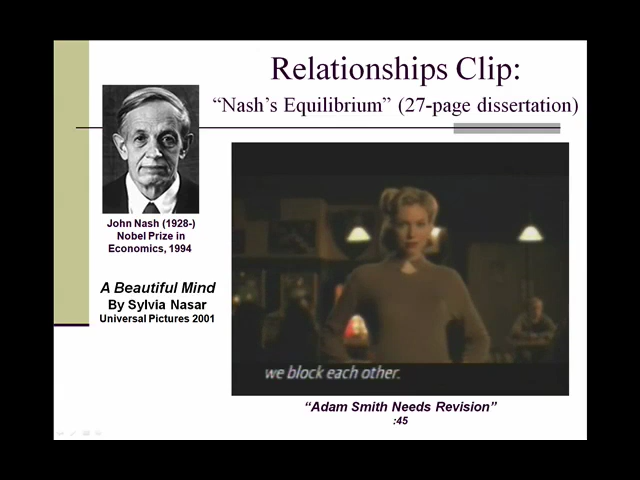 Relationships Clip:
“Nash’s Equilibrium” (27-page dissertation)
John Nash (1928-)
Nobel Prize in
Economics, 1994
A Beautiful Mind
By Sylvia Nasar
Universal Pictures 2001
we block each other.
“Adam Smith Needs Revision”
:45